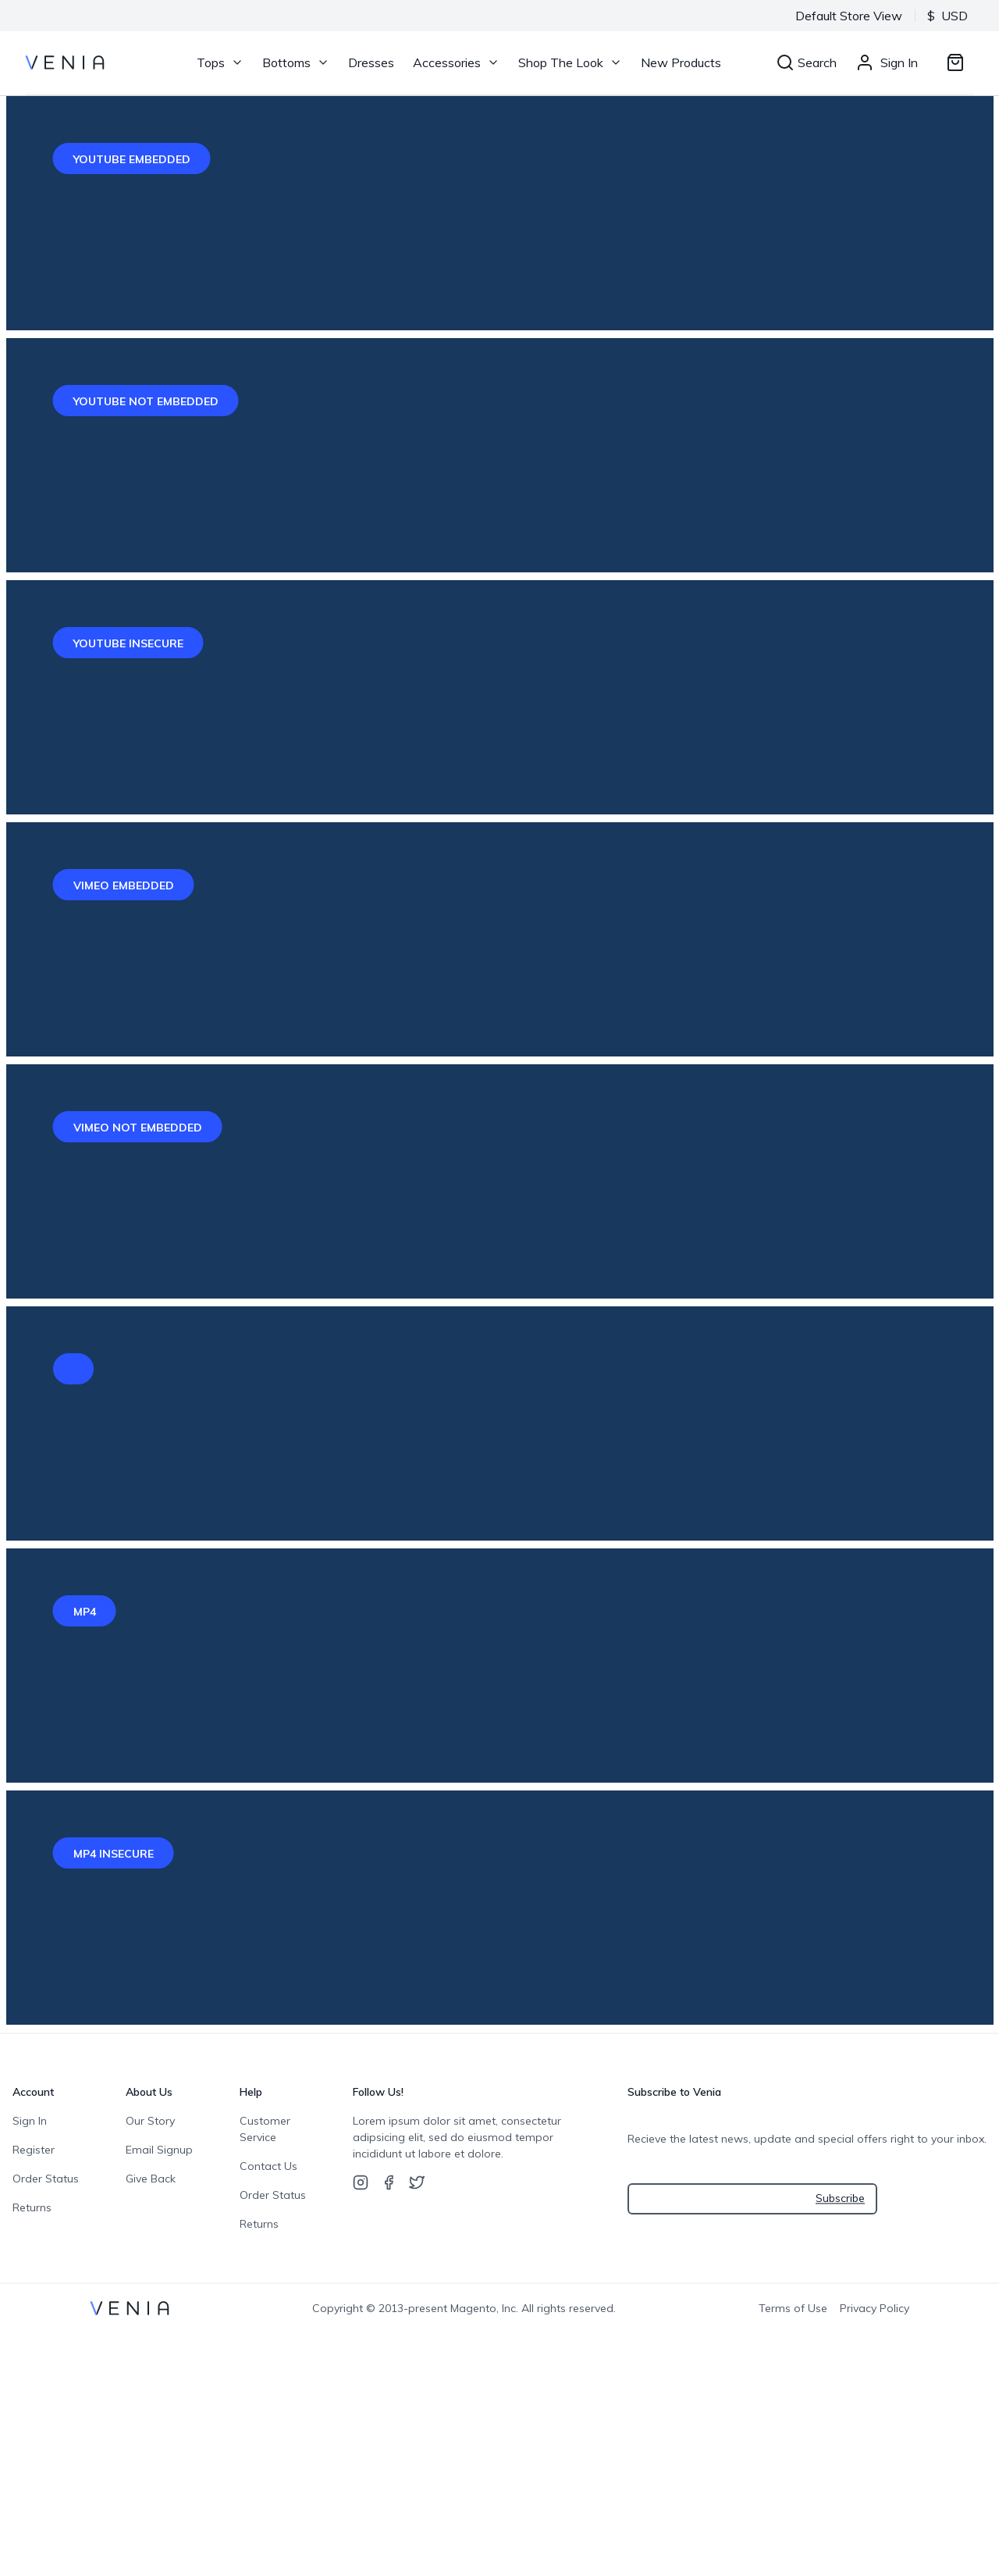 Default Store View
$ USD
VENIA
Tops
Bottoms
Dresses
Accessories
Shop The Look
New Products
Search
Sign In
YOUTUBE EMBEDDED
YOUTUBE NOT EMBEDDED
YOUTUBE INSECURE
VIMEO EMBEDDED
VIMEO NOT EMBEDDED
MP4
MP4 INSECURE
Account
Sign In
Register
Order Status
Returns
About Us
Our Story
Email Signup
Give Back
Help
Customer
Service
Contact Us
Order Status
Returns
Follow Us!
Lorem ipsum dolor sit amet, consectetur
adipsicing elit, sed do eiusmod tempor
incididunt ut labore et dolore.
Subscribe to Venia
Recieve the latest news, update and special offers right to your inbox.
Subscribe
VENIA
Copyright © 2013-present Magento, Inc. All rights reserved.
Terms of Use
Privacy Policy